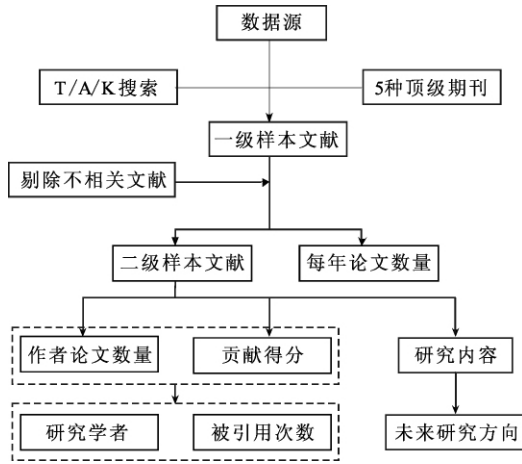 数据源
T/A/K搜索
5种顶级期刊
一级样本文献
剔除不相关文献
二级样本文献
每年论文数量
作者论文数量
贡献得分
研究内容
研究学者
被引用次数
未来研究方向